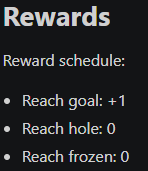 Rewards
Reward schedule:
• Reach goal: +1
• Reach hole: 0
• Reach frozen: 0